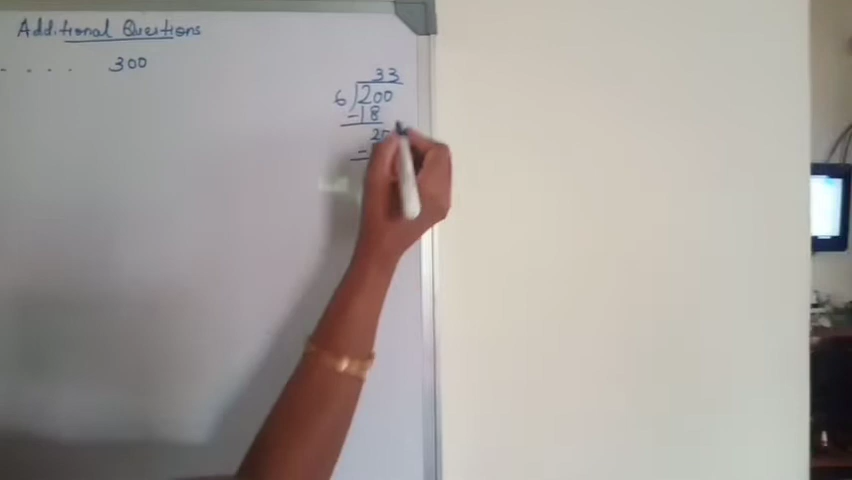 Additional Questions
. . . . 300
33
6 ) 200
- 18
20
-